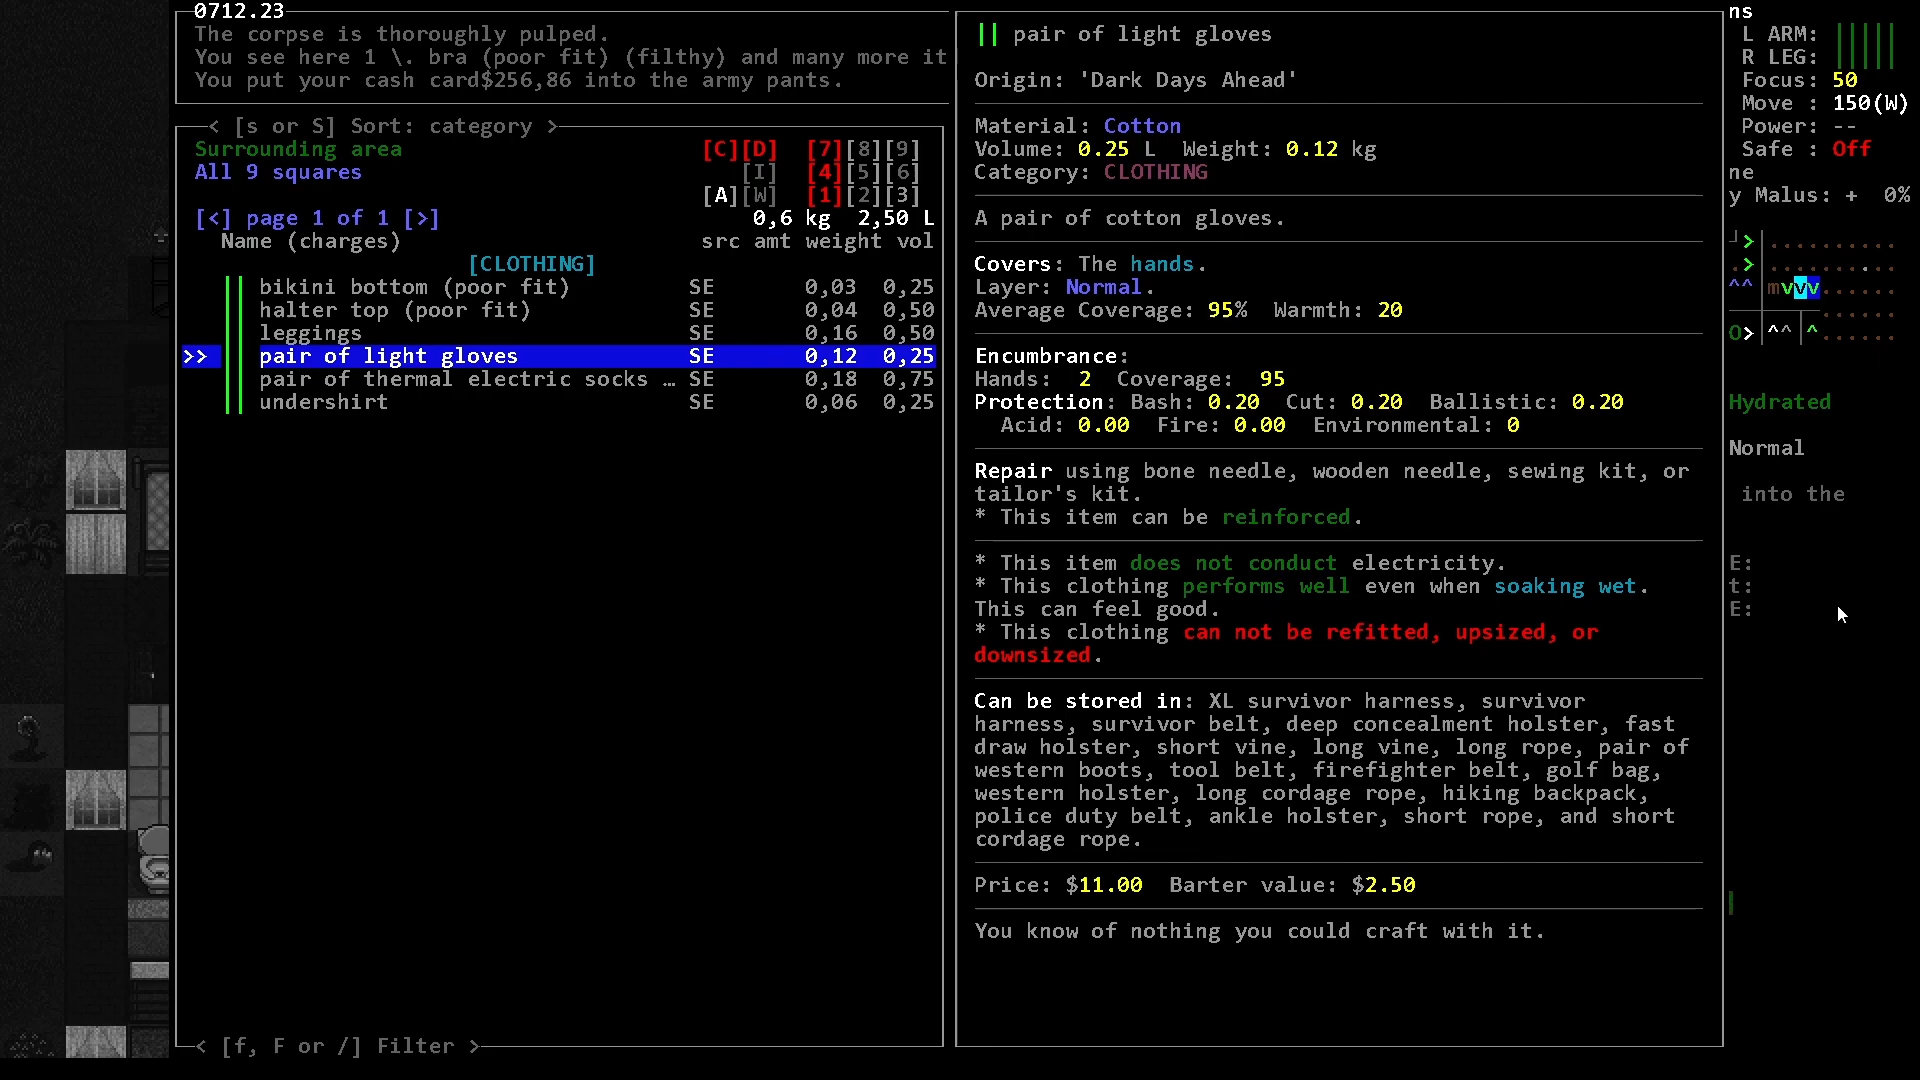 0712.23
The corpse is thoroughly pulped.
You see here 1 \. bra (poor fit) (filthy) and many more it
You put your cash card$256,86 into the army pants.
< [s or S] Sort: category >
Surrounding area [C][D] [7][8][9]
All 9 squares [I] [4][5][6]
[A][W] [1][2][3]
[<] page 1 of 1 [>] 0,6 kg 2,50 L
Name (charges) src amt weight vol
[CLOTHING]
|| bikini bottom (poor fit) SE 0,03 0,25
|| halter top (poor fit) SE 0,04 0,50
|| leggings SE 0,16 0,50
>> || pair of light gloves SE 0,12 0,25
|| pair of thermal electric socks … SE 0,18 0,75
|| undershirt SE 0,06 0,25
< [f, F or /] Filter >
|| pair of light gloves
Origin: 'Dark Days Ahead'
Material: Cotton
Volume: 0.25 L Weight: 0.12 kg
Category: CLOTHING
A pair of cotton gloves.
Covers: The hands.
Layer: Normal.
Average Coverage: 95% Warmth: 20
Encumbrance:
Hands: 2 Coverage: 95
Protection: Bash: 0.20 Cut: 0.20 Ballistic: 0.20
Acid: 0.00 Fire: 0.00 Environmental: 0
Repair using bone needle, wooden needle, sewing kit, or
tailor's kit.
* This item can be reinforced.
* This item does not conduct electricity.
* This clothing performs well even when soaking wet.
This can feel good.
* This clothing can not be refitted, upsized, or
downsized.
Can be stored in: XL survivor harness, survivor
harness, survivor belt, deep concealment holster, fast
draw holster, short vine, long vine, long rope, pair of
western boots, tool belt, firefighter belt, golf bag,
western holster, long cordage rope, hiking backpack,
police duty belt, ankle holster, short rope, and short
cordage rope.
Price: $11.00 Barter value: $2.50
You know of nothing you could craft with it.
ns
L ARM: |||||
R LEG: |||||
Focus: 50
Move : 150(W)
Power: --
Safe : Off
ne
y Malus: + 0%
┘>│..........
.>│..........
^^│mvvv......
O>│^^│^......
Hydrated
Normal
into the
E:
t:
E: